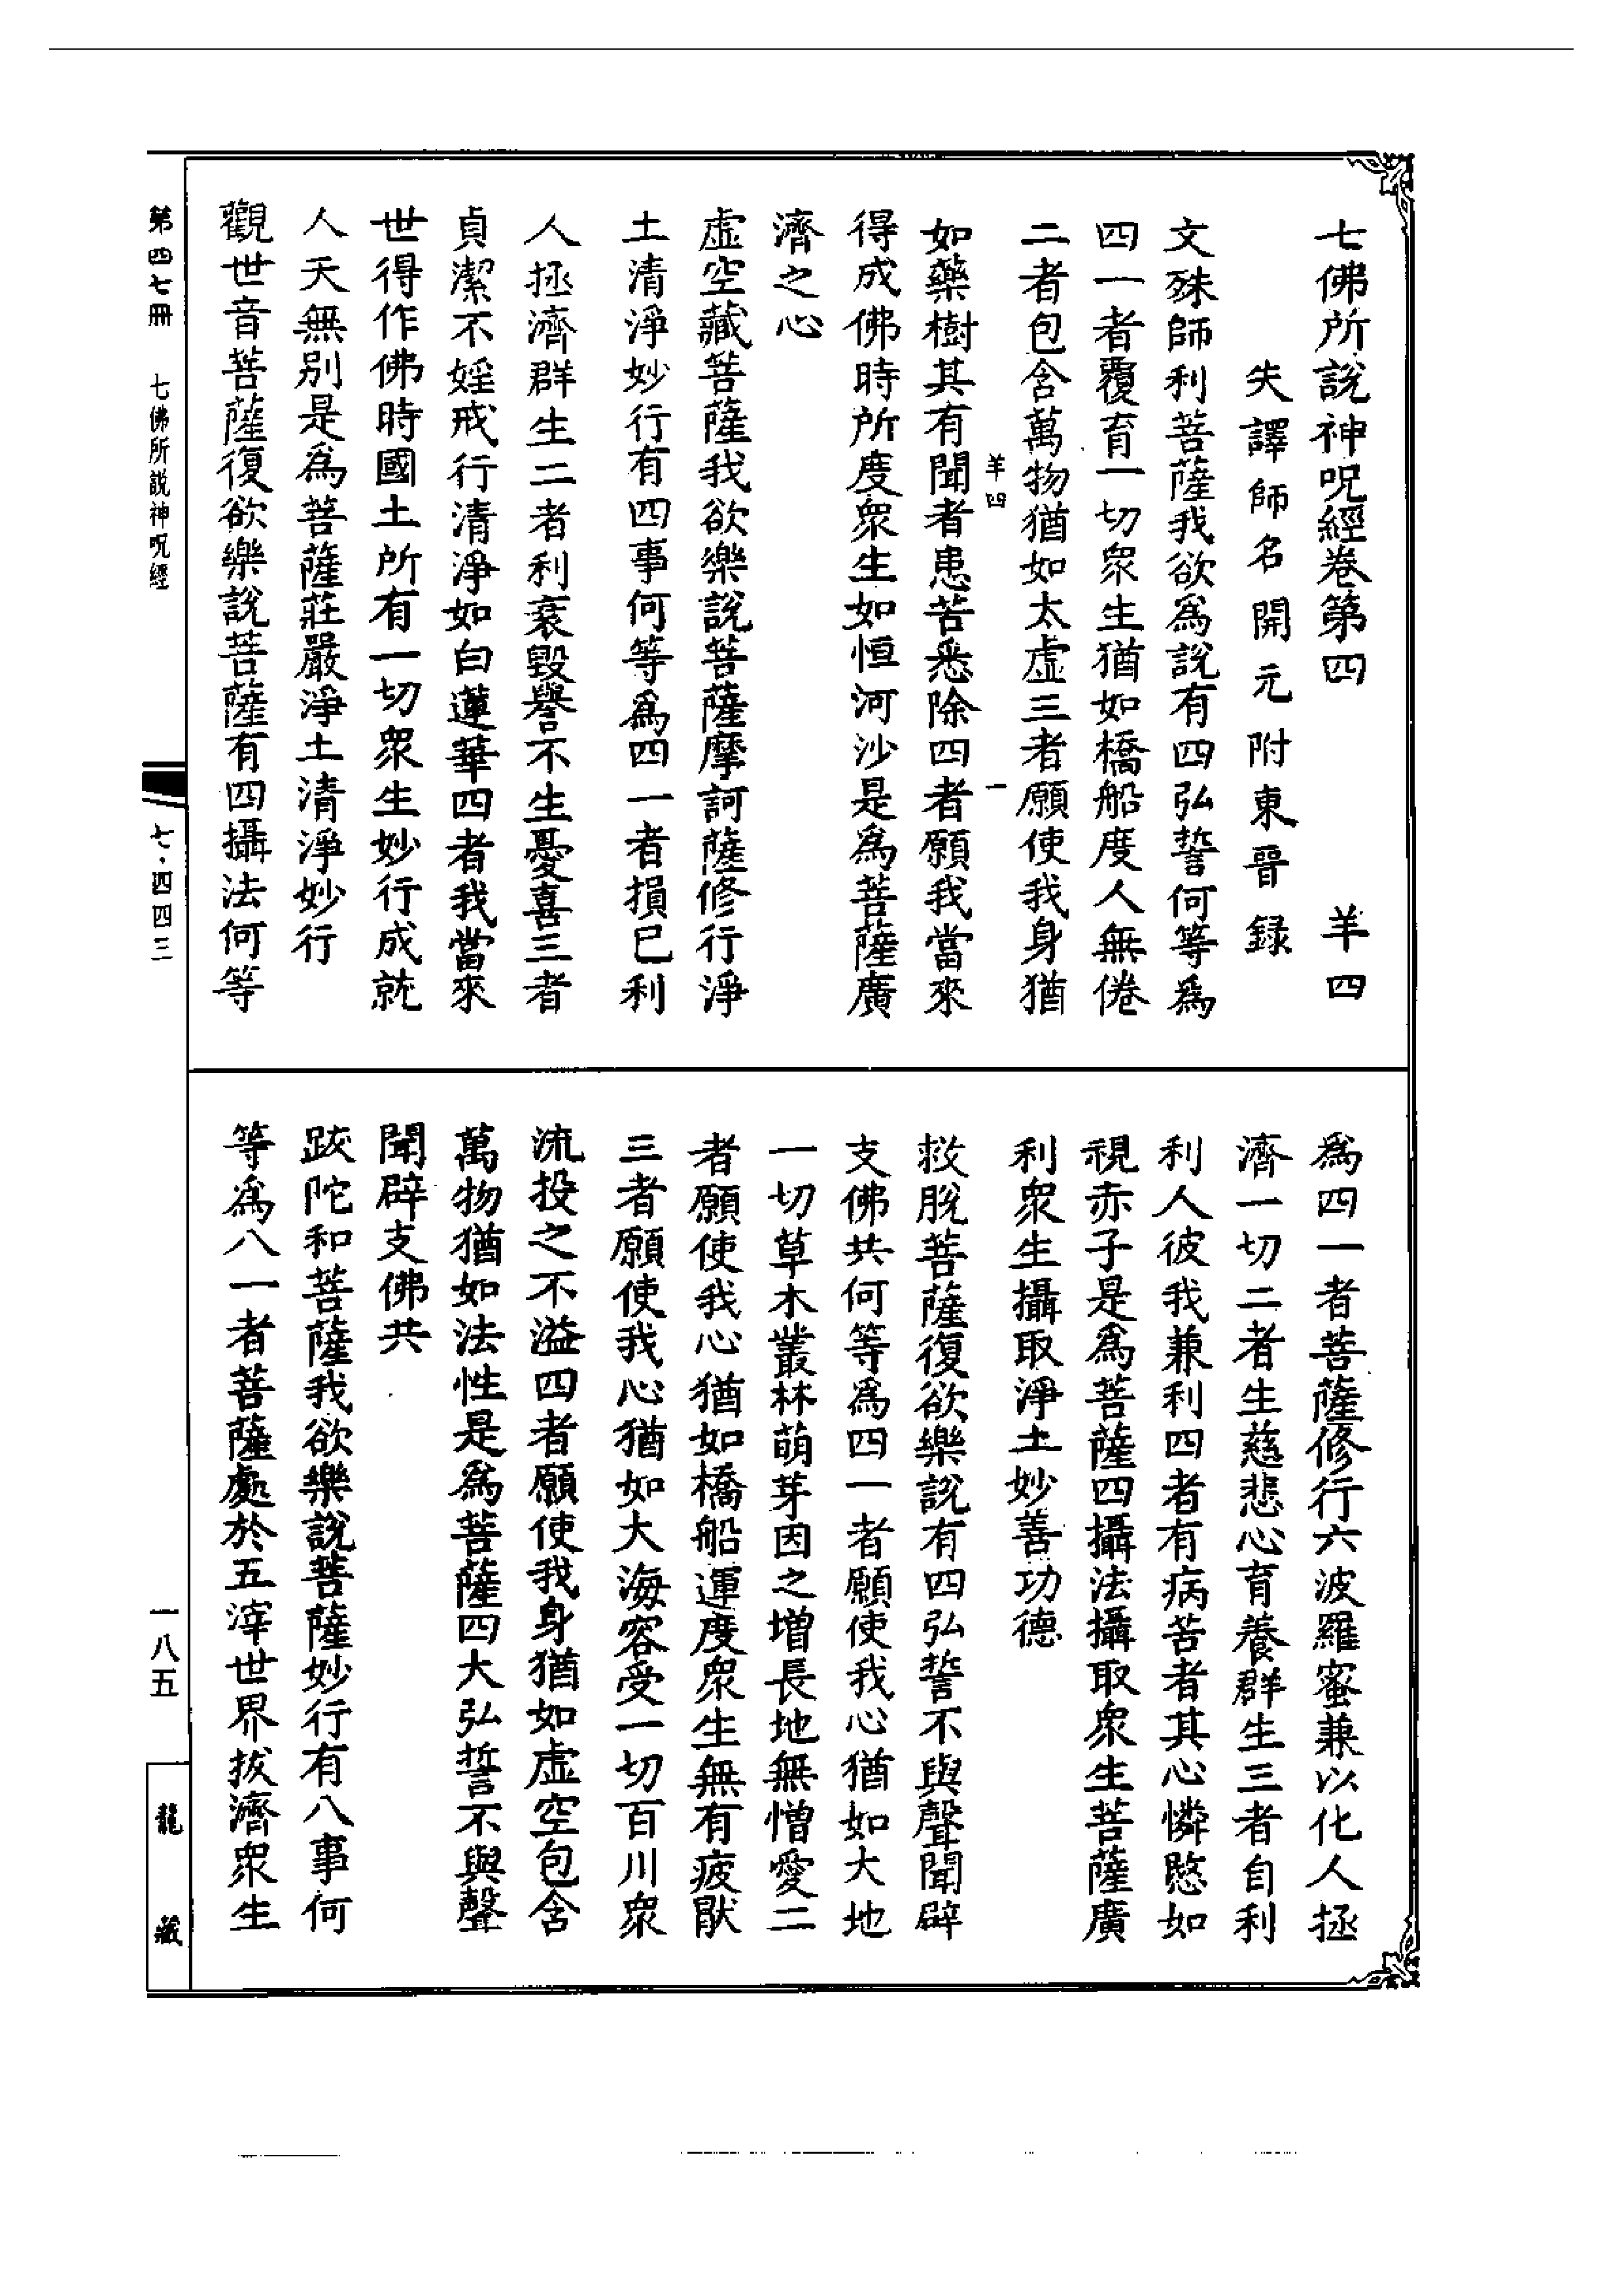 七佛所說神呪經卷第四　羊四
失譯師名開元附東晉録
文殊師利菩薩我欲為說有四弘誓何等為
四一者覆育一切衆生猶如橋船度人無倦
二者包含萬物猶如太虛三者願使我身猶
羊四　一
如藥樹其有聞者患苦悉除四者願我當來
得成佛時所度衆生如恒河沙是為菩薩廣
濟之心
虛空藏菩薩我欲樂說菩薩摩訶薩修行淨
土清淨妙行有四事何等為四一者損已利
人拯濟群生二者利衰毀譽不生憂喜三者
貞潔不婬戒行清淨如白蓮華四者我當來
世得作佛時國土所有一切衆生妙行成就
人天無别是為菩薩莊嚴淨土清淨妙行
觀世音菩薩復欲樂說菩薩有四攝法何等
為四一者菩薩修行六波羅蜜兼以化人拯
濟一切二者生慈悲心育養群生三者自利
利人彼我兼利四者有病苦者其心憐愍如
視赤子是為菩薩四攝法攝取衆生菩薩廣
利衆生攝取淨土妙善功德
救脫菩薩復欲樂說有四弘誓不與聲聞辟
支佛共何等為四一者願使我心猶如大地
一切草木叢林萌芽因之增長地無憎愛二
者願使我心猶如橋船運度衆生無有疲猒
三者願使我心猶如大海容受一切百川衆
流投之不溢四者願使我身猶如虛空包含
萬物猶如法性是為菩薩四大弘誓不與聲
聞辟支佛共
跋陀和菩薩我欲樂說菩薩妙行有八事何
等為八一者菩薩處於五滓世界拔濟衆生
第四七冊　七佛所說神呪經
七·四四三
一八五
龍藏